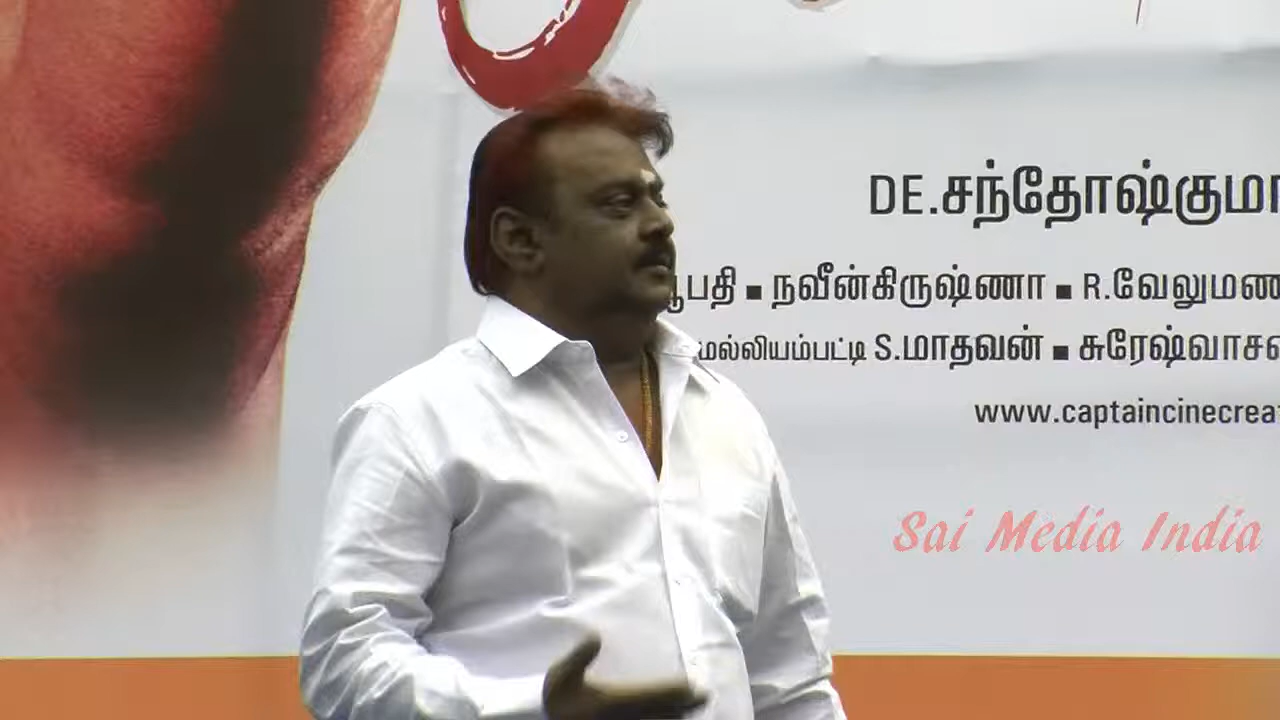 DE.சந்தோஷ்குமா
பதி ■ நவீன்கிருஷ்ணா ■ R.வேலுமண
மல்லியம்பட்டி S.மாதவன் ■ சுரேஷ்வாச
www.captaincinecrea
Sai Media India